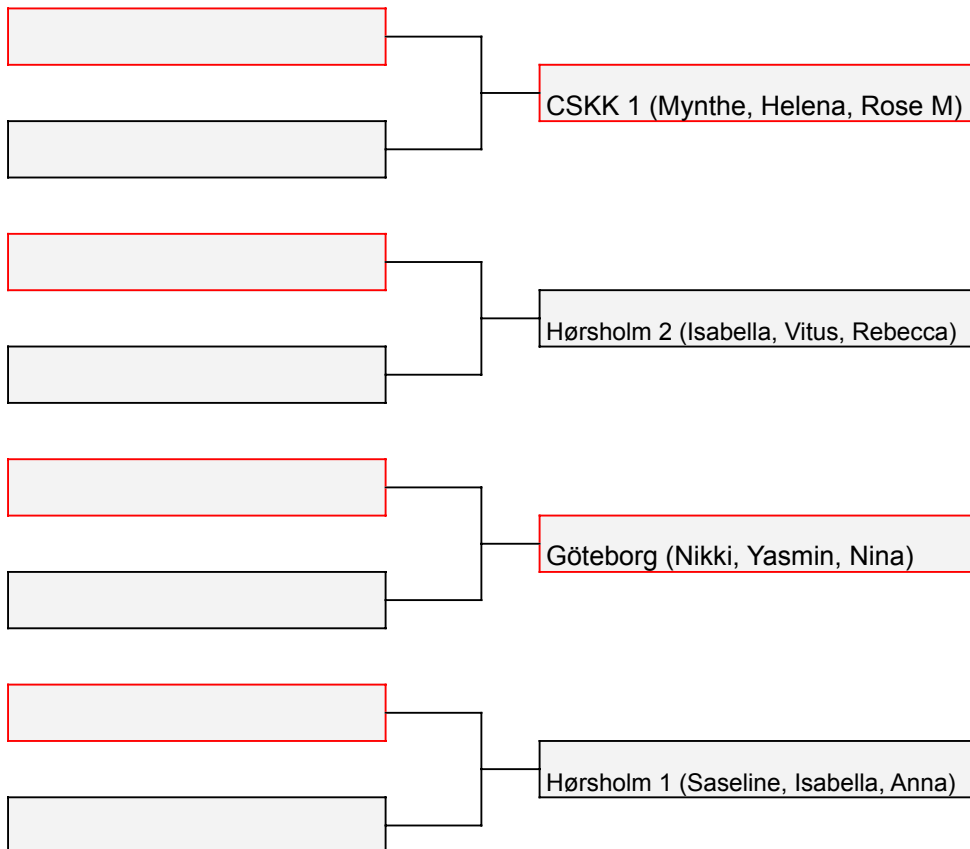 CSKK 1 (Mynthe, Helena, Rose M)
Hørsholm 2 (Isabella, Vitus, Rebecca)
Göteborg (Nikki, Yasmin, Nina)
Hørsholm 1 (Saseline, Isabella, Anna)